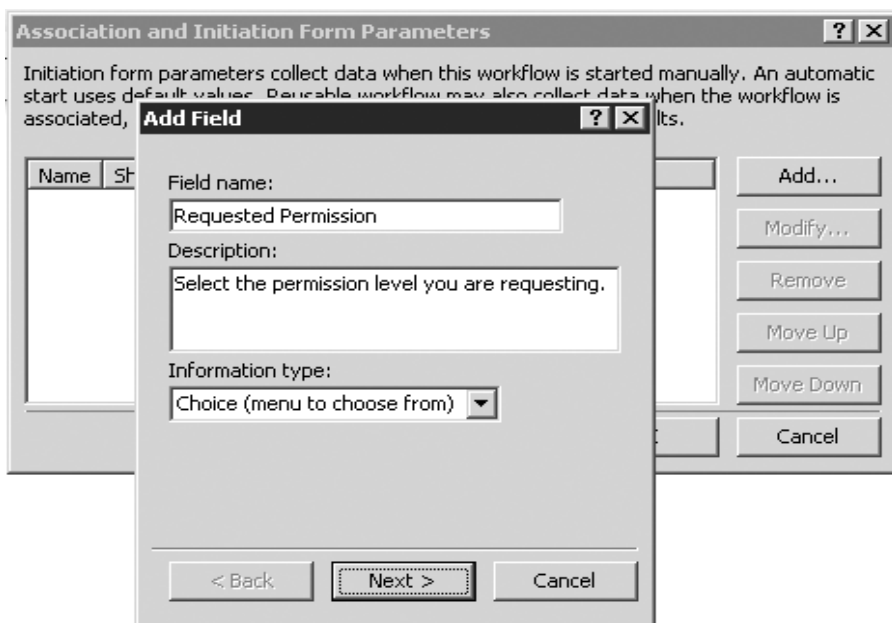 Association and Initiation Form Parameters
Initiation form parameters collect data when this workflow is started manually. An automatic
start uses default values. Reusable workflow may also collect data when the workflow is
associated, lts.
Add Field
Name Sh
Field name:
Requested Permission
Description:
Select the permission level you are requesting.
Information type:
Choice (menu to choose from)
< Back
Next >
Cancel
Add...
Modify...
Remove
Move Up
Move Down
Cancel